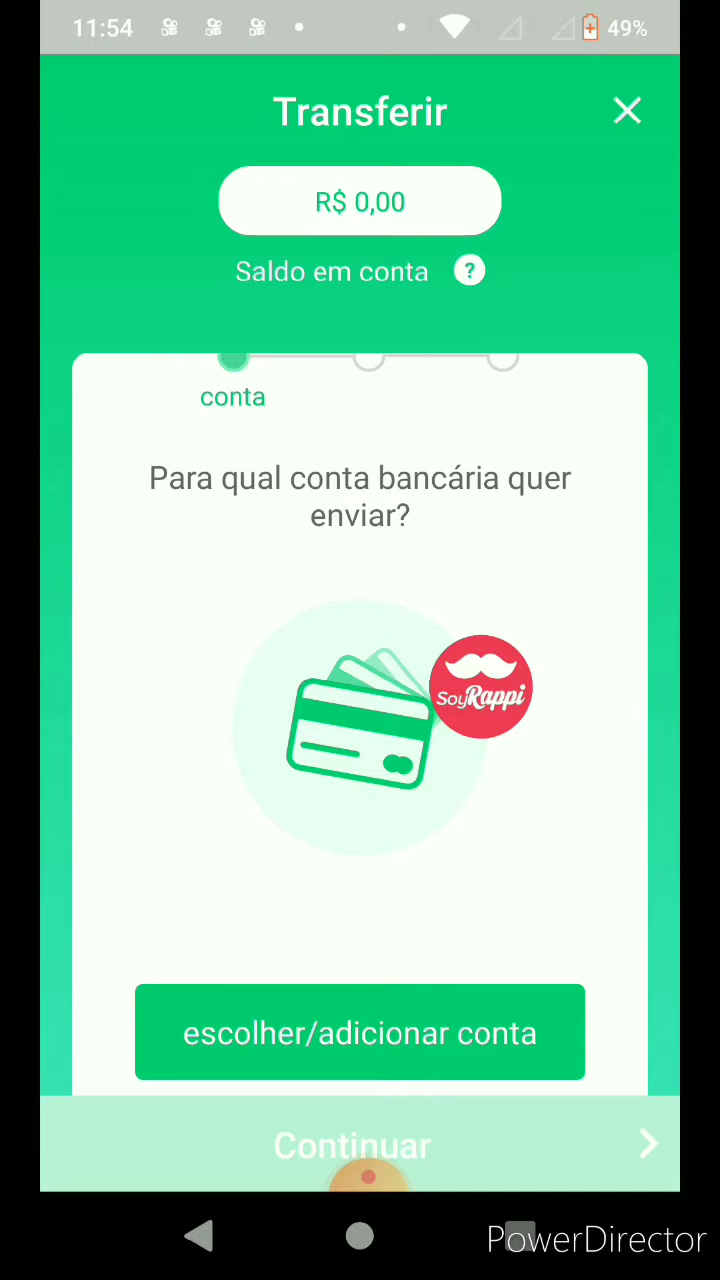 11:54
49%
Transferir
R$ 0,00
Saldo em conta ?
conta
Para qual conta bancária quer
enviar?
SoyRappi
escolher/adicionar conta
Continuar
PowerDirector